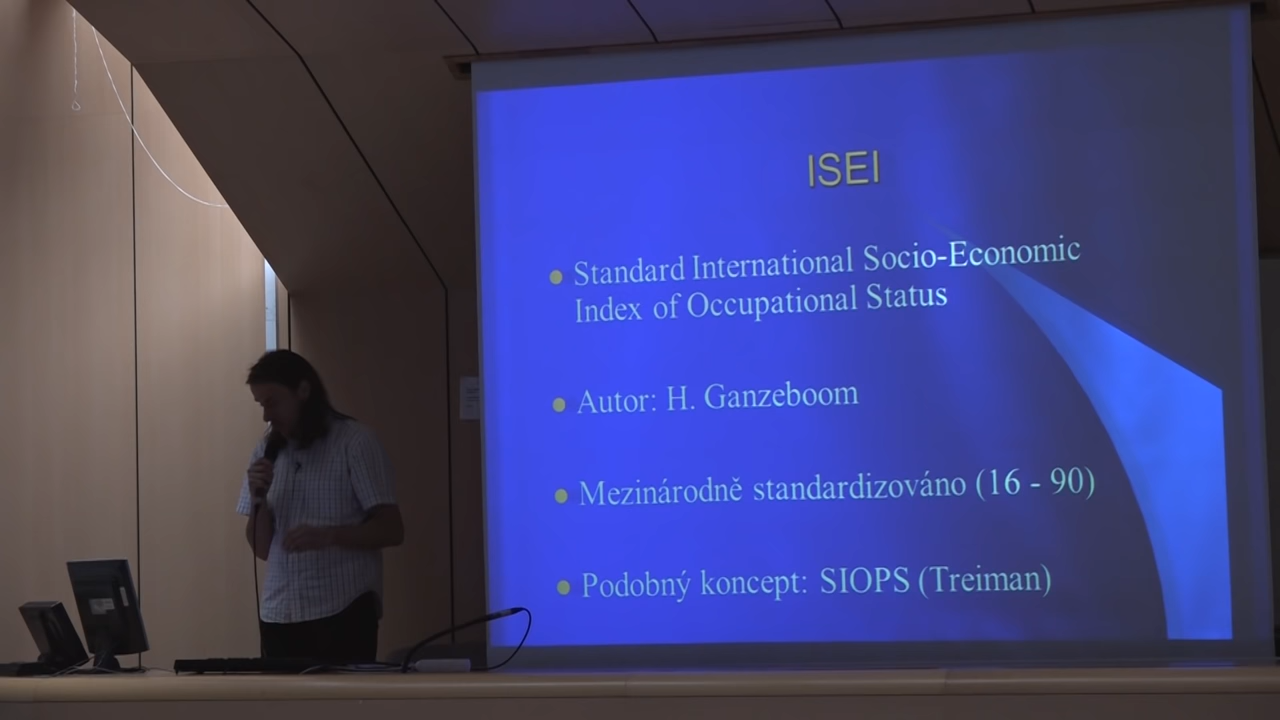 ISEI
Standard International Socio-Economic
Index of Occupational Status
Autor: H. Ganzeboom
Mezinárodně standardizováno (16 - 90)
Podobný koncept: SIOPS (Treiman)